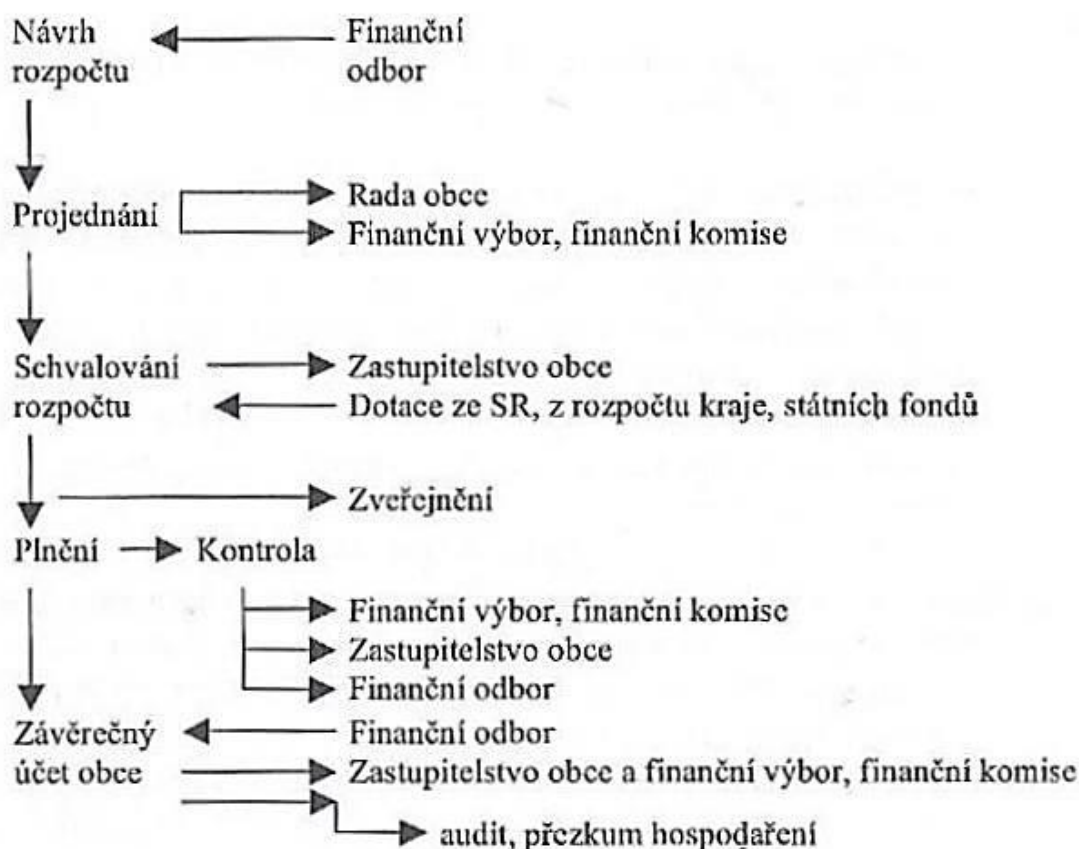 Návrh
rozpočtu
Finanční
odbor
Projednání
Rada obce
Finanční výbor, finanční komise
Schvalování
rozpočtu
Zastupitelstvo obce
Dotace ze SR, z rozpočtu kraje, státních fondů
Zveřejnění
Plnění
Kontrola
Finanční výbor, finanční komise
Zastupitelstvo obce
Finanční odbor
Závěrečný
účet obce
Finanční odbor
Zastupitelstvo obce a finanční výbor, finanční komise
audit, přezkum hospodaření